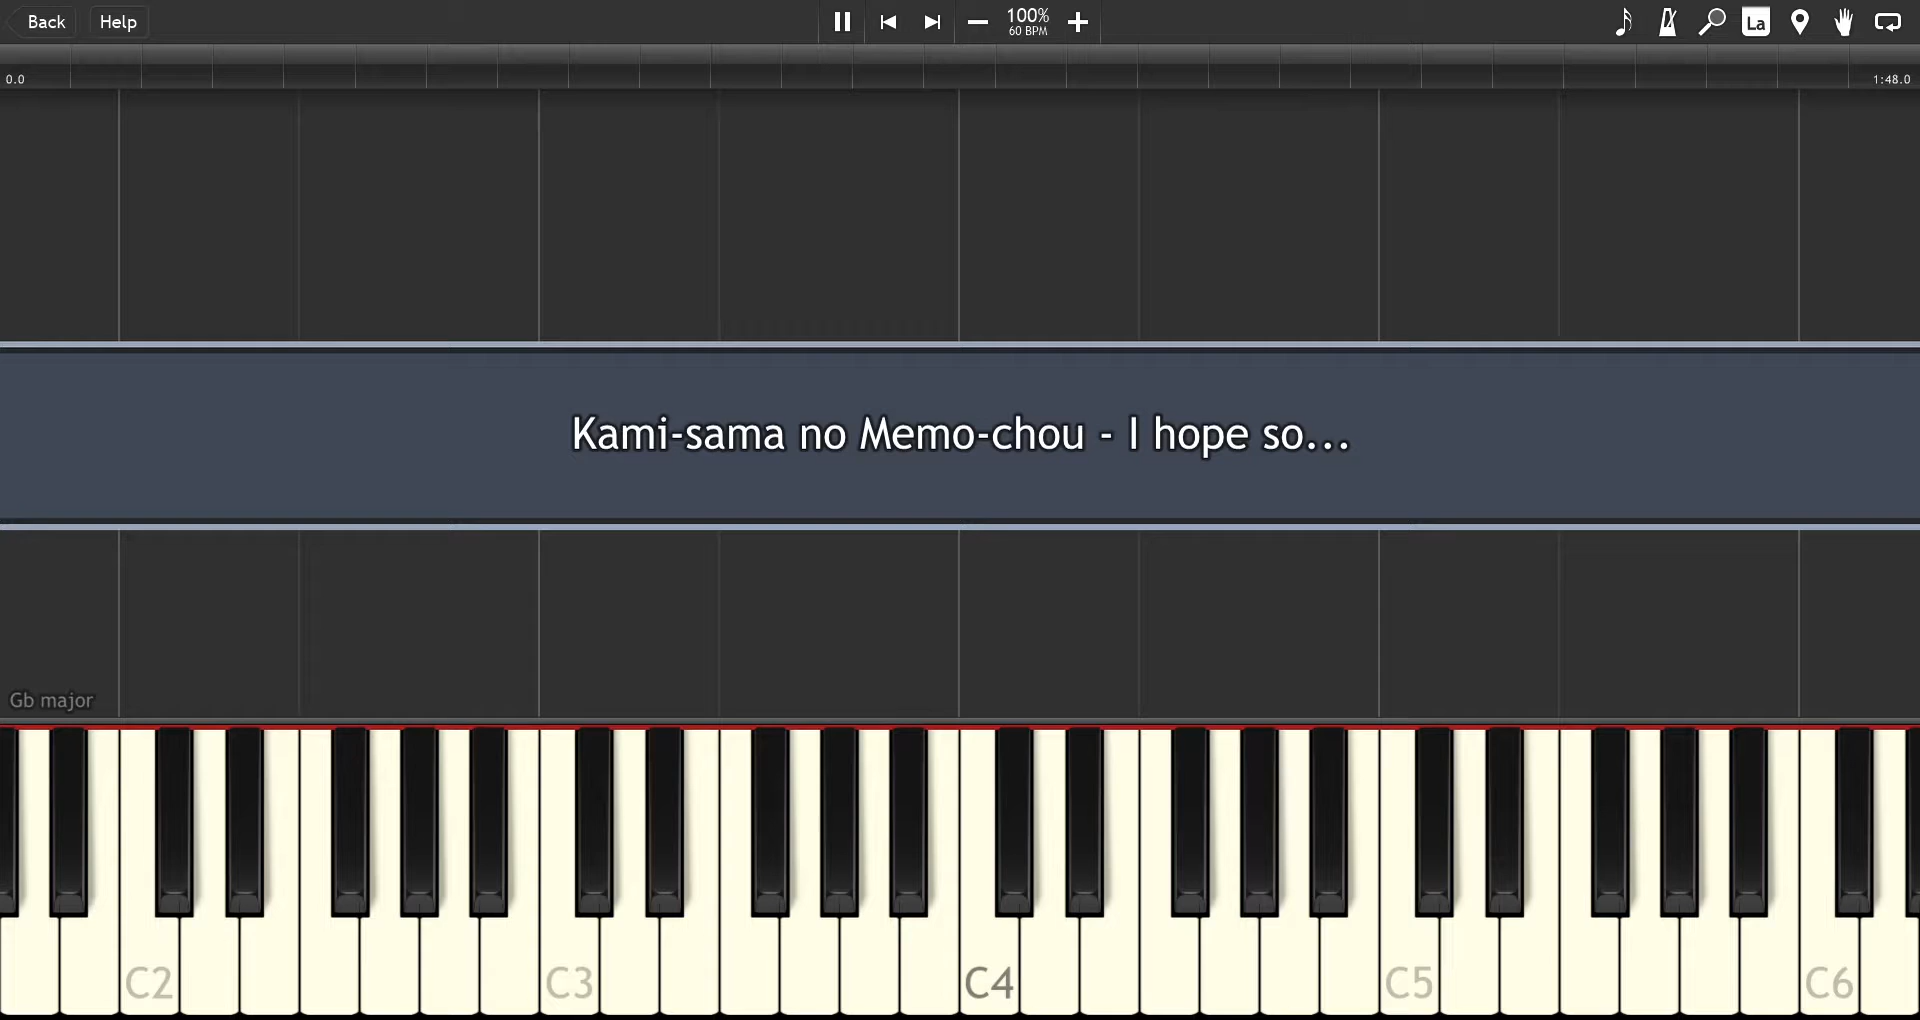 Back
Help
100%
60 BPM
La
0.0
1:48.0
Kami-sama no Memo-chou - I hope so...
Gb major
C2
C3
C4
C5
C6